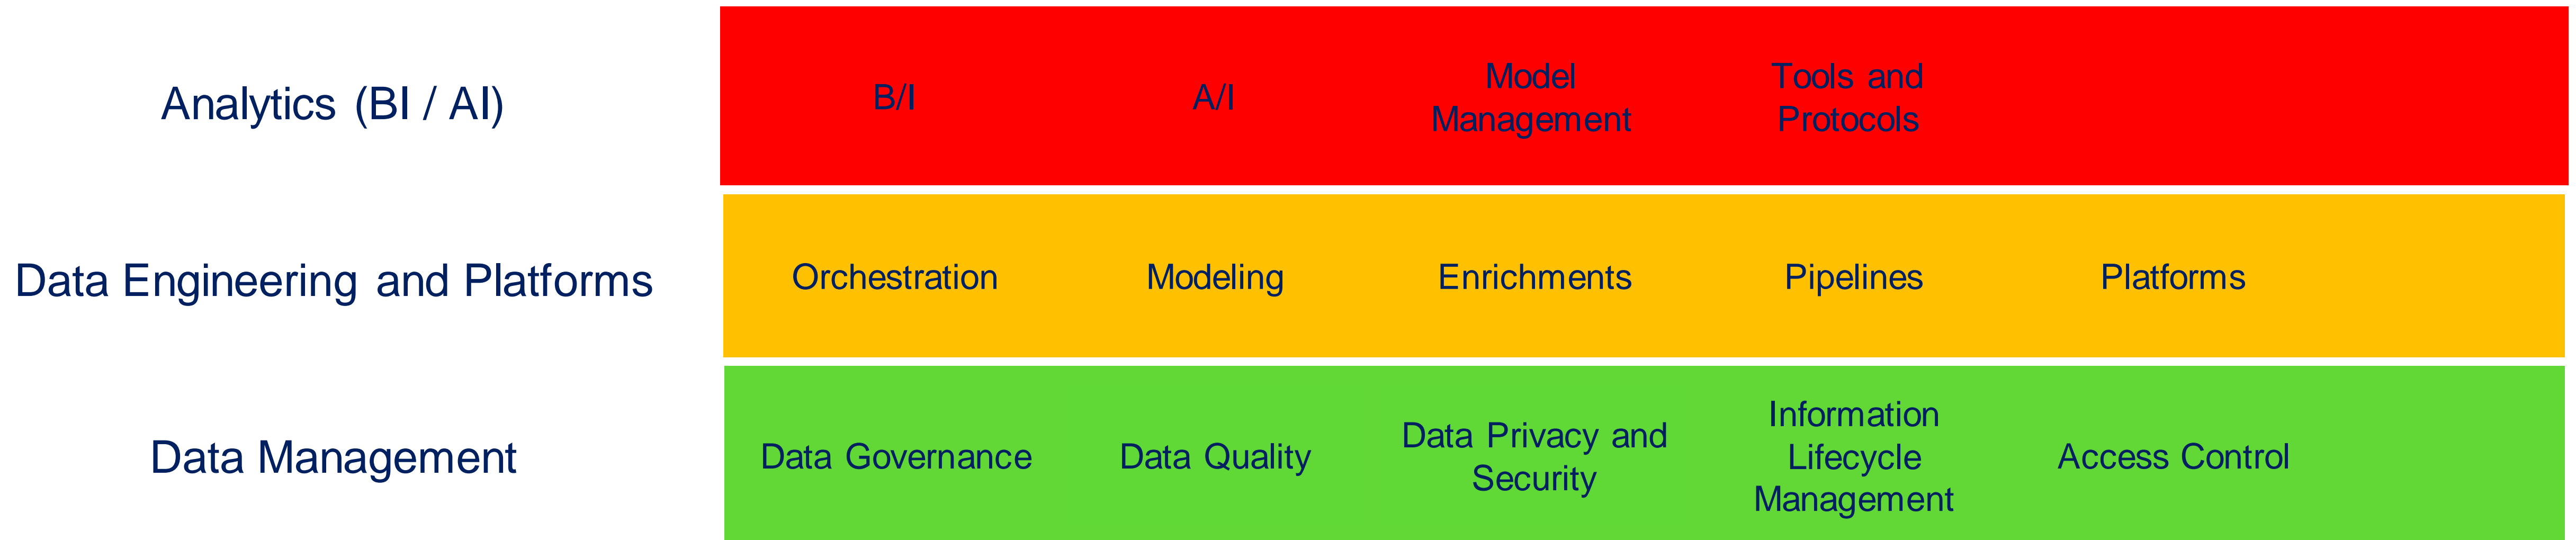 Analytics (BI / AI)
B/I
A/I
Model
Management
Tools and
Protocols
Data Engineering and Platforms
Orchestration
Modeling
Enrichments
Pipelines
Platforms
Data Management
Data Governance
Data Quality
Data Privacy and
Security
Information
Lifecycle
Management
Access Control